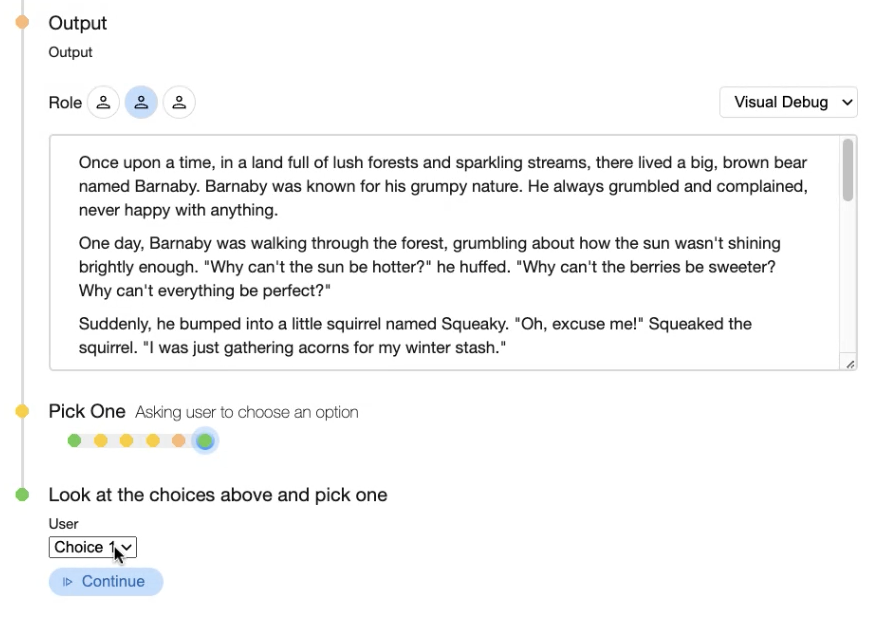 Output
Output
Role
Visual Debug
Once upon a time, in a land full of lush forests and sparkling streams, there lived a big, brown bear
named Barnaby. Barnaby was known for his grumpy nature. He always grumbled and complained,
never happy with anything.
One day, Barnaby was walking through the forest, grumbling about how the sun wasn't shining
brightly enough. "Why can't the sun be hotter?" he huffed. "Why can't the berries be sweeter?
Why can't everything be perfect?"
Suddenly, he bumped into a little squirrel named Squeaky. "Oh, excuse me!" Squeaked the
squirrel. "I was just gathering acorns for my winter stash."
Pick One Asking user to choose an option
Look at the choices above and pick one
User
Choice 1
Continue